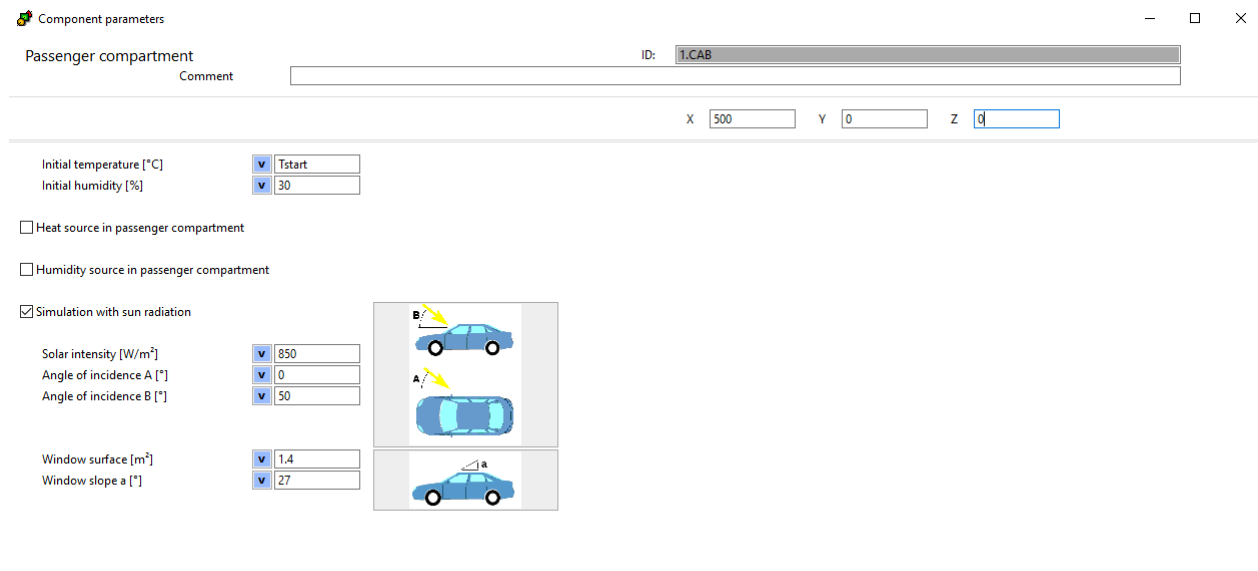 Component parameters
Passenger compartment ID: 1.CAB
Comment
X 500 Y 0 Z 0
Initial temperature [°C] v Tstart
Initial humidity [%] v 30
Heat source in passenger compartment
Humidity source in passenger compartment
Simulation with sun radiation
B
Solar intensity [W/m²] v 850
Angle of incidence A [°] v 0
A
Angle of incidence B [°] v 50
Window surface [m²] v 1.4
a
Window slope a [°] v 27